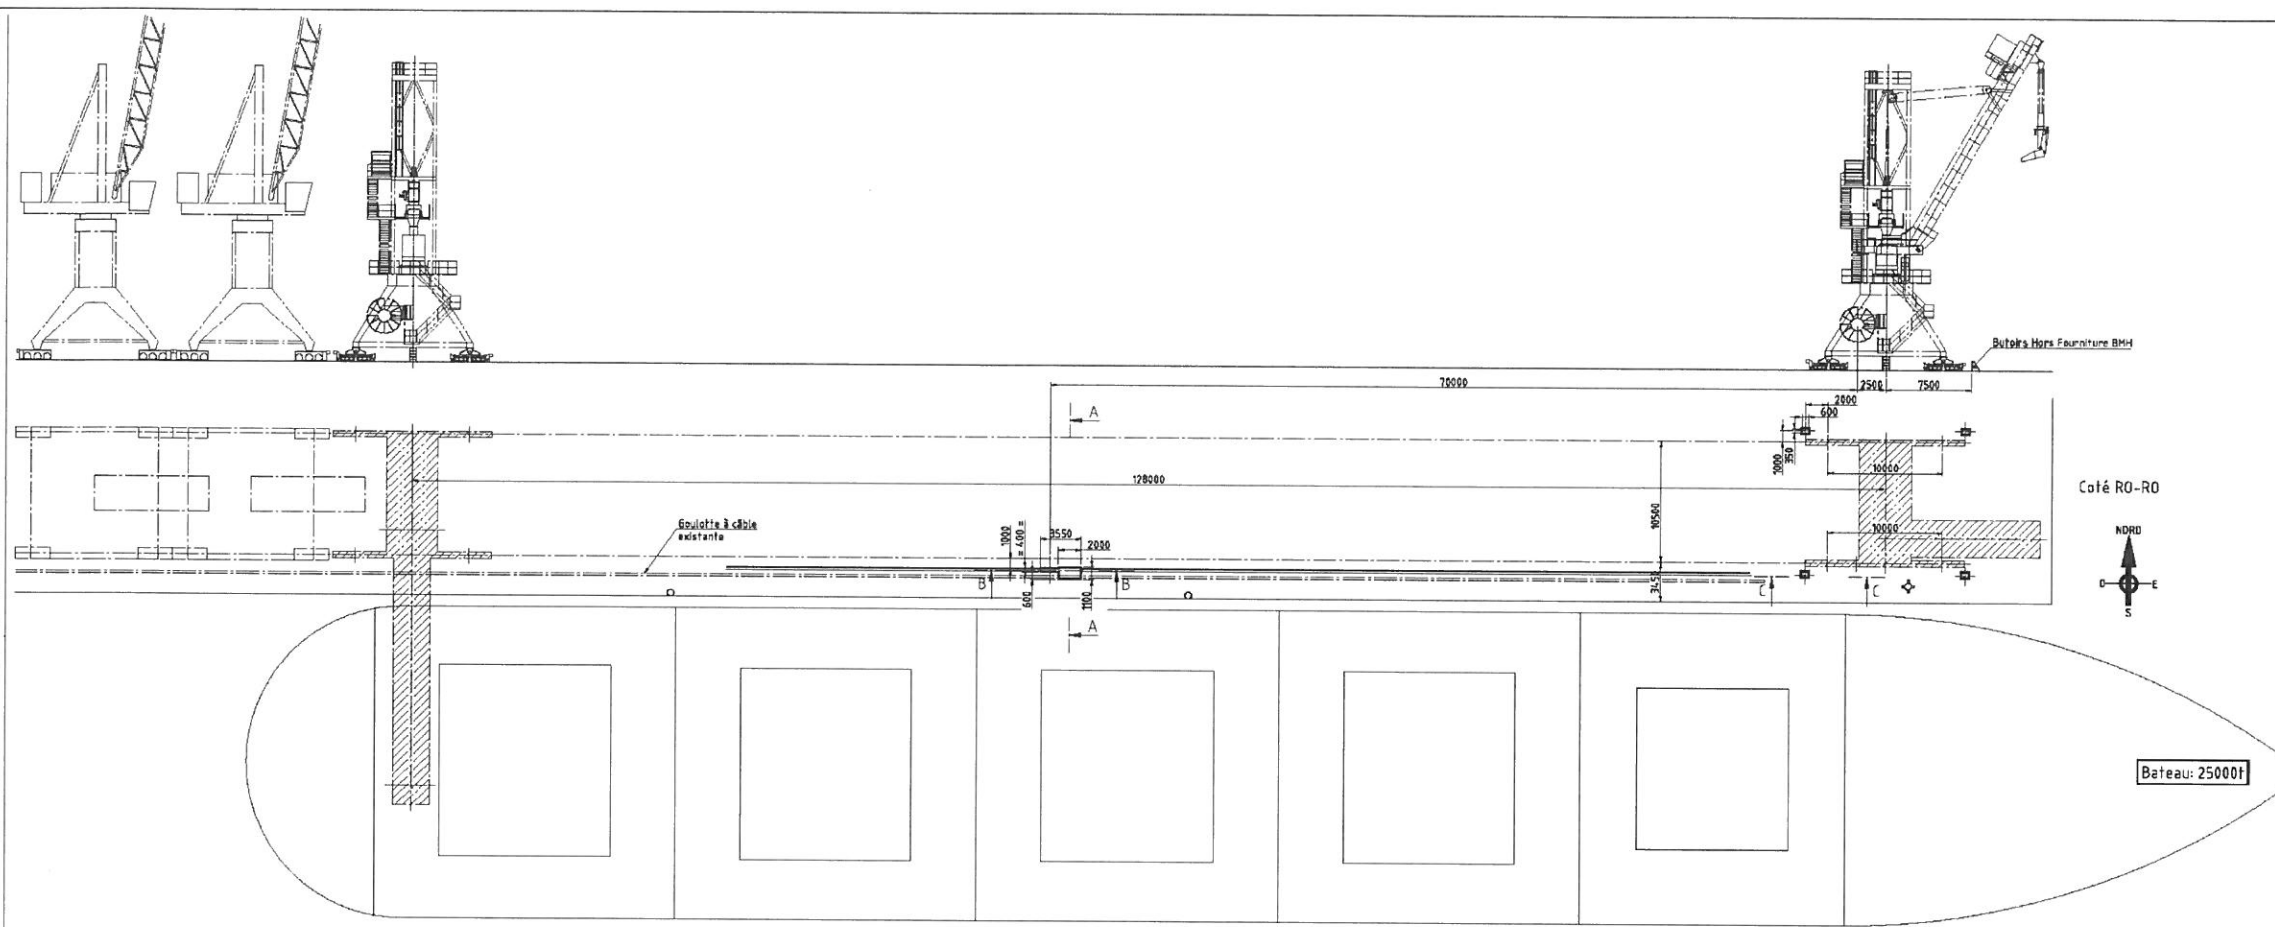 Butoirs Hors Fourniture BMH
70000
2500
7500
A
2000
600
1000
350
10000
128000
Coté RO-RO
Goulotte à câble
existante
10500
10000
NORD
1000
= 400 =
3550
2000
O
E
S
B
B
C
C
600
1100
3450
A
Bateau: 25000t